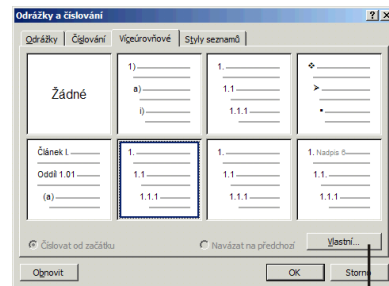 Odrážky a číslování
Odrážky Číslování Víceúrovňové Styly seznamů
Žádné
1)
a)
i)
1.
1.1
1.1.1
Článek I.
Oddíl 1.01
(a)
1.
1.1
1.1.1
1.
1.1
1.1.1
1. Nadpis 6
1.1.
1.1.1
Číslovat od začátku Navázat na předchozí Vlastní...
Obnovit OK Storno